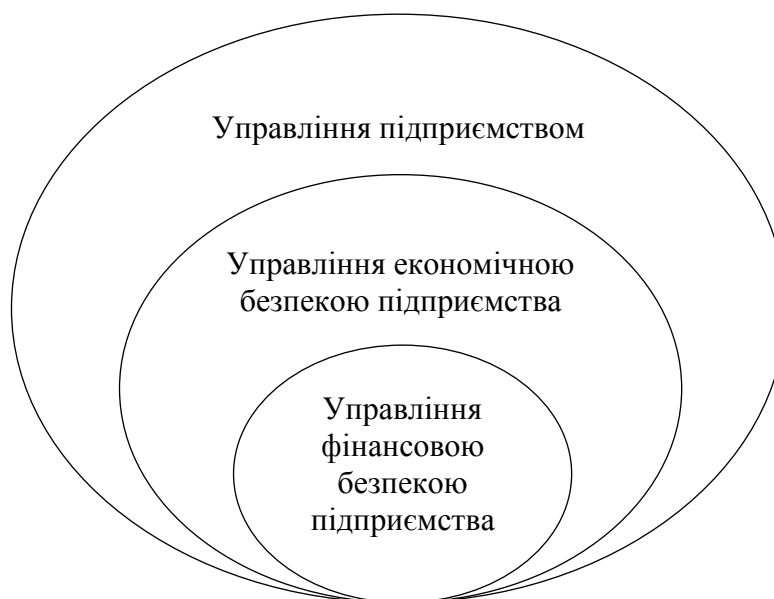 Управління підприємством
Управління економічною
безпекою підприємства
Управління
фінансовою
безпекою
підприємства